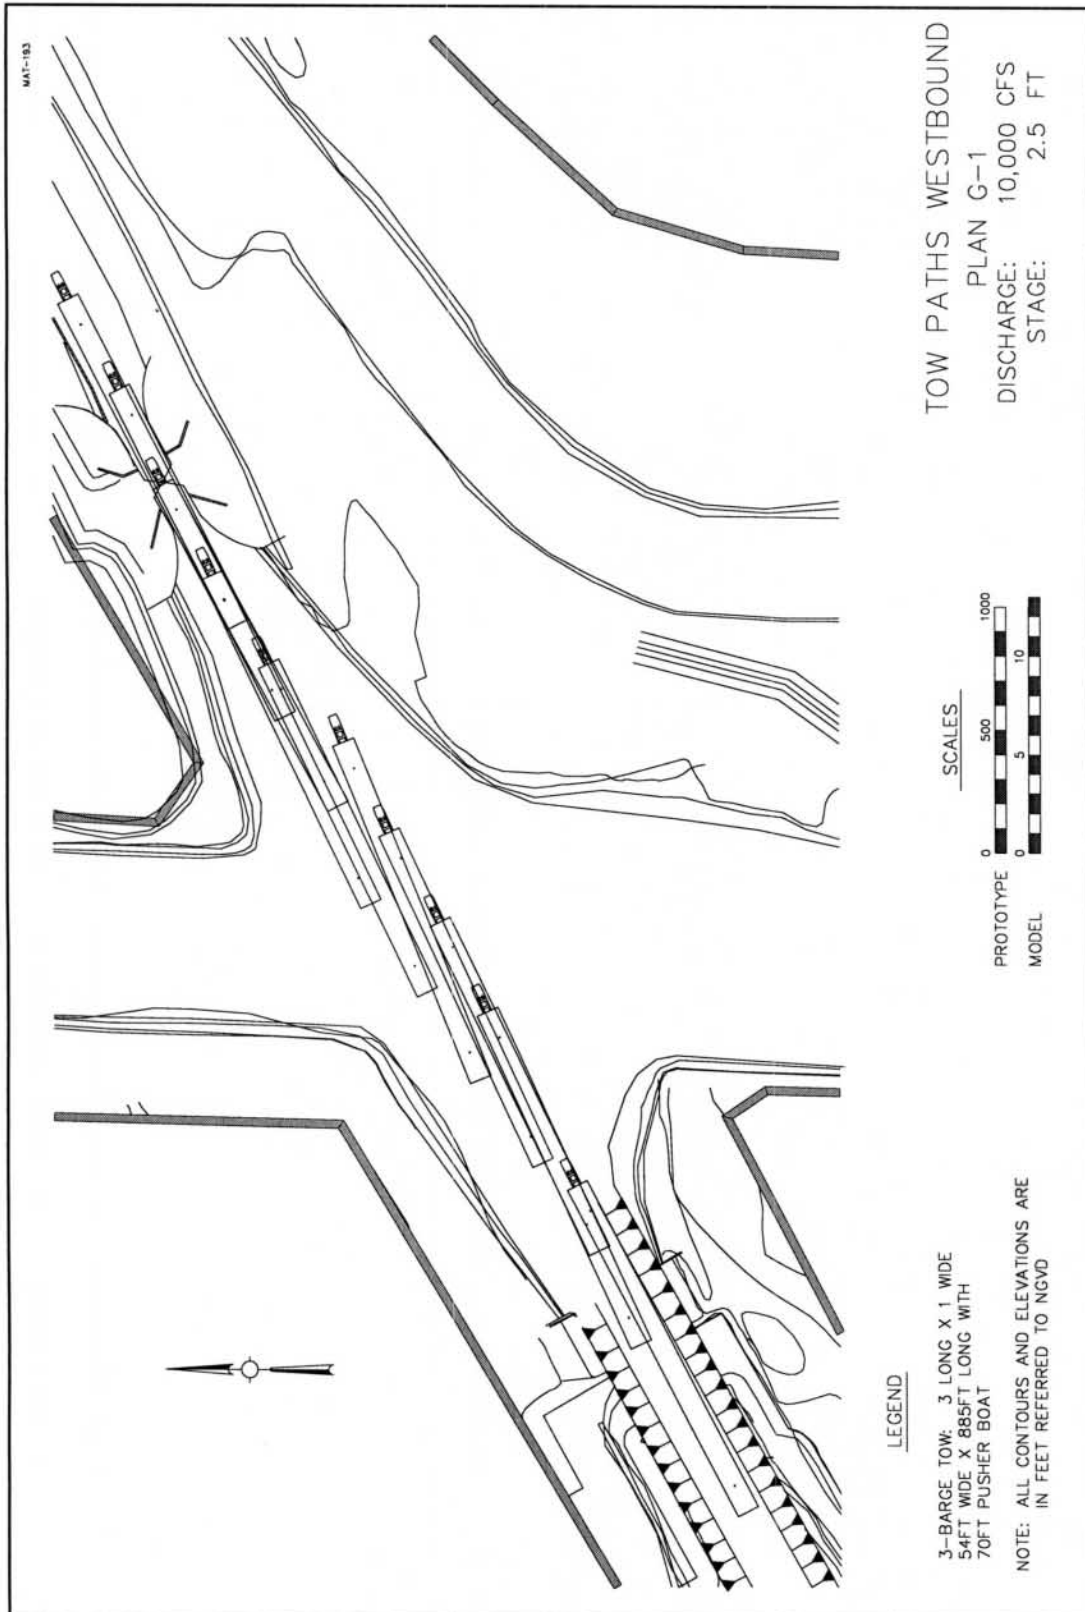 MAT-193
TOW PATHS WESTBOUND
PLAN G-1
DISCHARGE: 10,000 CFS
STAGE: 2.5 FT
SCALES
PROTOTYPE 0 500 1000
MODEL 0 5 10
LEGEND
3-BARGE TOW: 3 LONG X 1 WIDE
54FT WIDE X 885FT LONG WITH
70FT PUSHER BOAT
NOTE: ALL CONTOURS AND ELEVATIONS ARE
IN FEET REFERRED TO NGVD